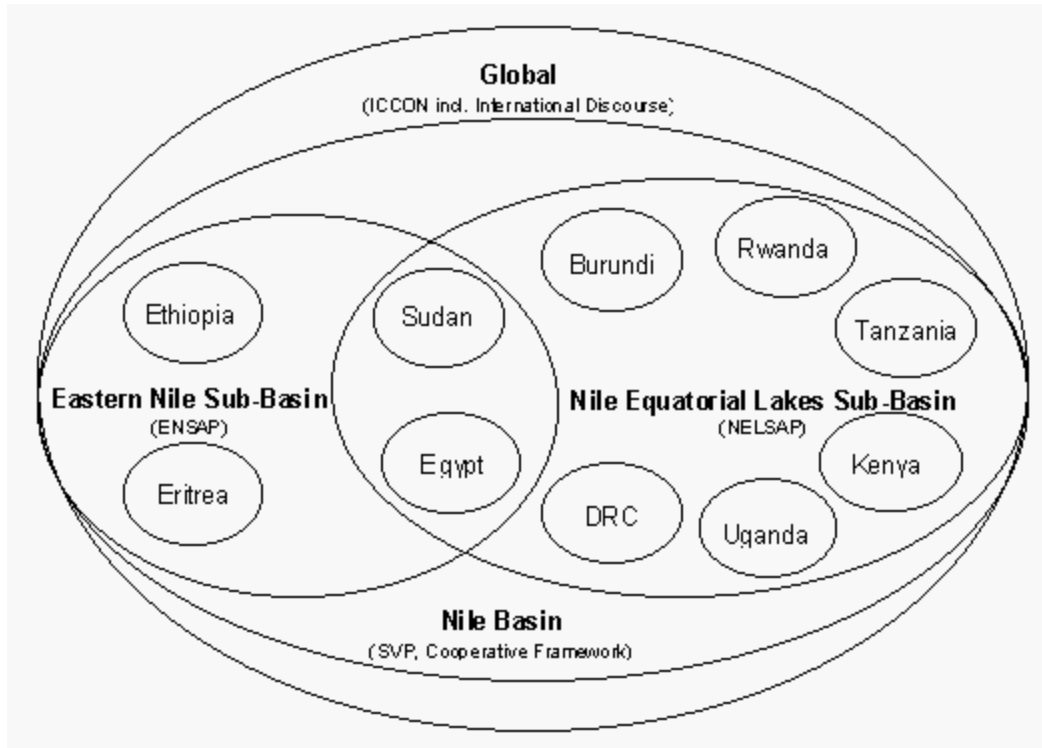 Global
(ICCON incl. International Discourse)
Burundi
Rwanda
Ethiopia
Sudan
Tanzania
Eastern Nile Sub-Basin
(ENSAP)
Nile Equatorial Lakes Sub-Basin
(NELSAP)
Egypt
Kenya
Eritrea
DRC
Uganda
Nile Basin
(SVP, Cooperative Framework)